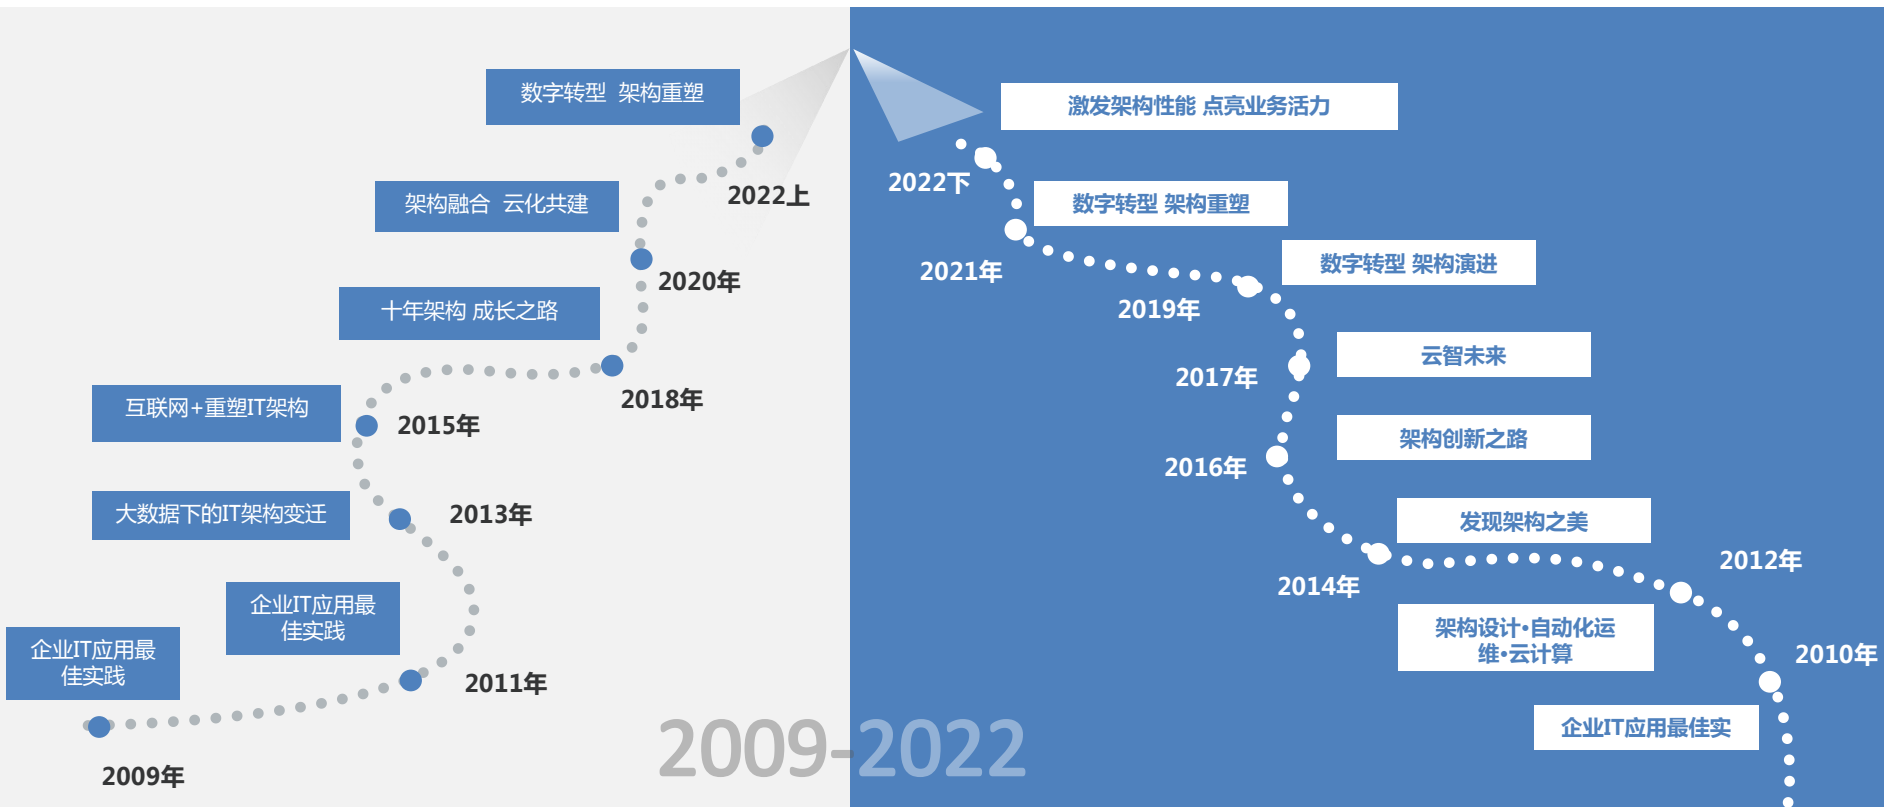 数字转型 架构重塑
2022上
架构融合 云化共建
2020年
十年架构 成长之路
2018年
互联网+重塑IT架构
2015年
大数据下的IT架构变迁
2013年
企业IT应用最
佳实践
2011年
企业IT应用最
佳实践
2009年
2009-2022
激发架构性能 点亮业务活力
2022下
数字转型 架构重塑
2021年
数字转型 架构演进
2019年
云智未来
2017年
架构创新之路
2016年
发现架构之美
2014年
2012年
架构设计·自动化运
维·云计算
2010年
企业IT应用最佳实